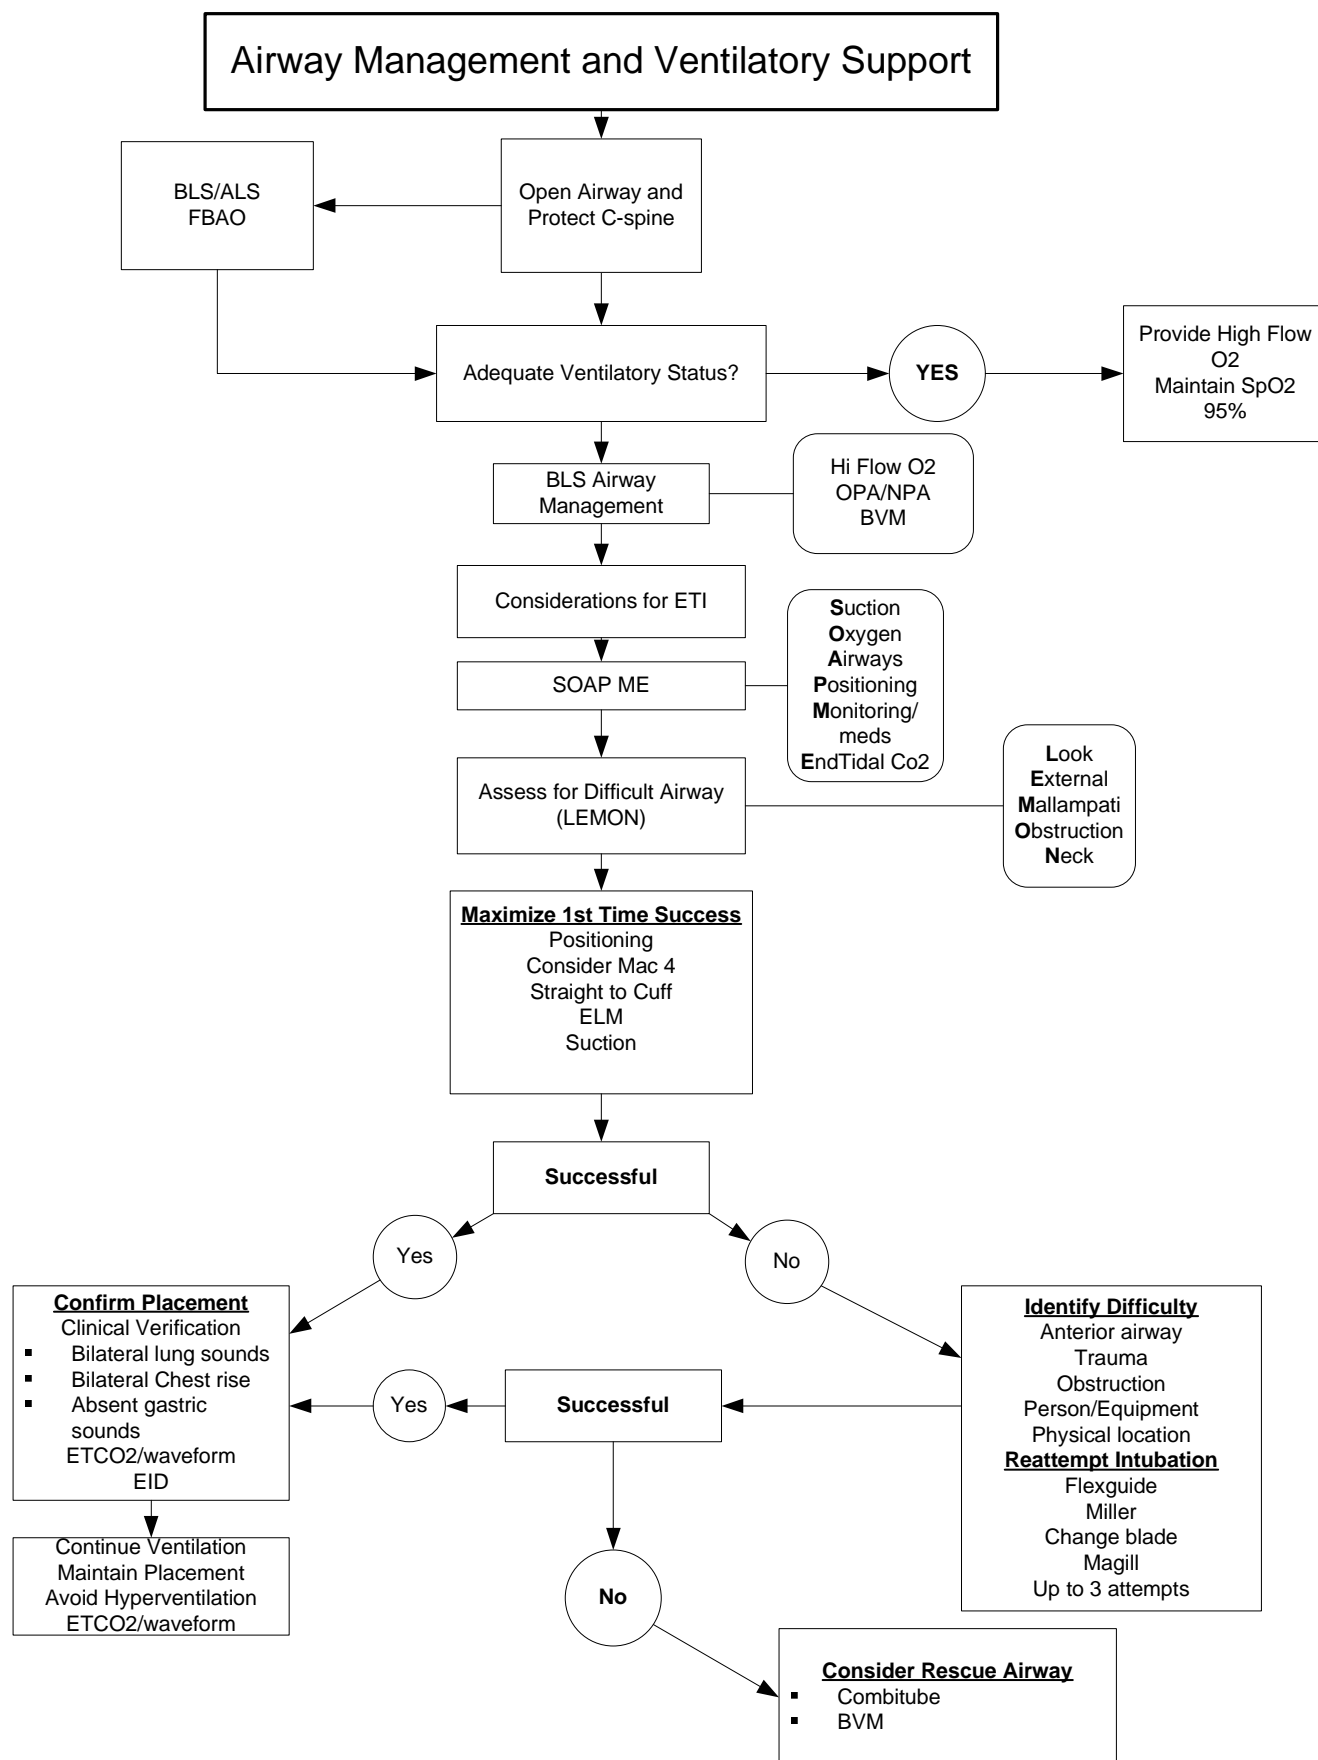 Airway Management and Ventilatory Support
BLS/ALS
FBAO
Open Airway and
Protect C-spine
Adequate Ventilatory Status?
YES
Provide High Flow
O2
Maintain SpO2
95%
BLS Airway
Management
Hi Flow O2
OPA/NPA
BVM
Considerations for ETI
SOAP ME
Suction
Oxygen
Airways
Positioning
Monitoring/
meds
EndTidal Co2
Assess for Difficult Airway
(LEMON)
Look
External
Mallampati
Obstruction
Neck
Maximize 1st Time Success
Positioning
Consider Mac 4
Straight to Cuff
ELM
Suction
Successful
Yes
No
Confirm Placement
Clinical Verification
▪ Bilateral lung sounds
▪ Bilateral Chest rise
▪ Absent gastric
sounds
ETCO2/waveform
EID
Yes
Successful
Identify Difficulty
Anterior airway
Trauma
Obstruction
Person/Equipment
Physical location
Reattempt Intubation
Flexguide
Miller
Change blade
Magill
Up to 3 attempts
Continue Ventilation
Maintain Placement
Avoid Hyperventilation
ETCO2/waveform
No
Consider Rescue Airway
▪ Combitube
▪ BVM